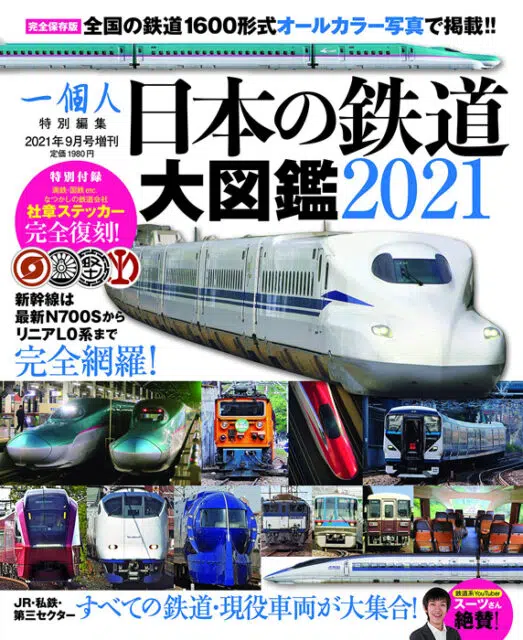 完全保存版 全国の鉄道1600形式オールカラー写真で掲載!!
一個人
特別編集
2021年9月号増刊
定価1980円
日本の鉄道
大図鑑2021
特別付録
満鉄・国鉄 etc.
なつかしの鉄道会社
社章ステッカー
完全復刻!
新幹線は
最新N700Sから
リニアL0系まで
完全網羅!
JR・私鉄・
第三セクター
すべての鉄道・現役車両が大集合!
鉄道系YouTuber
スーツさん
絶賛!